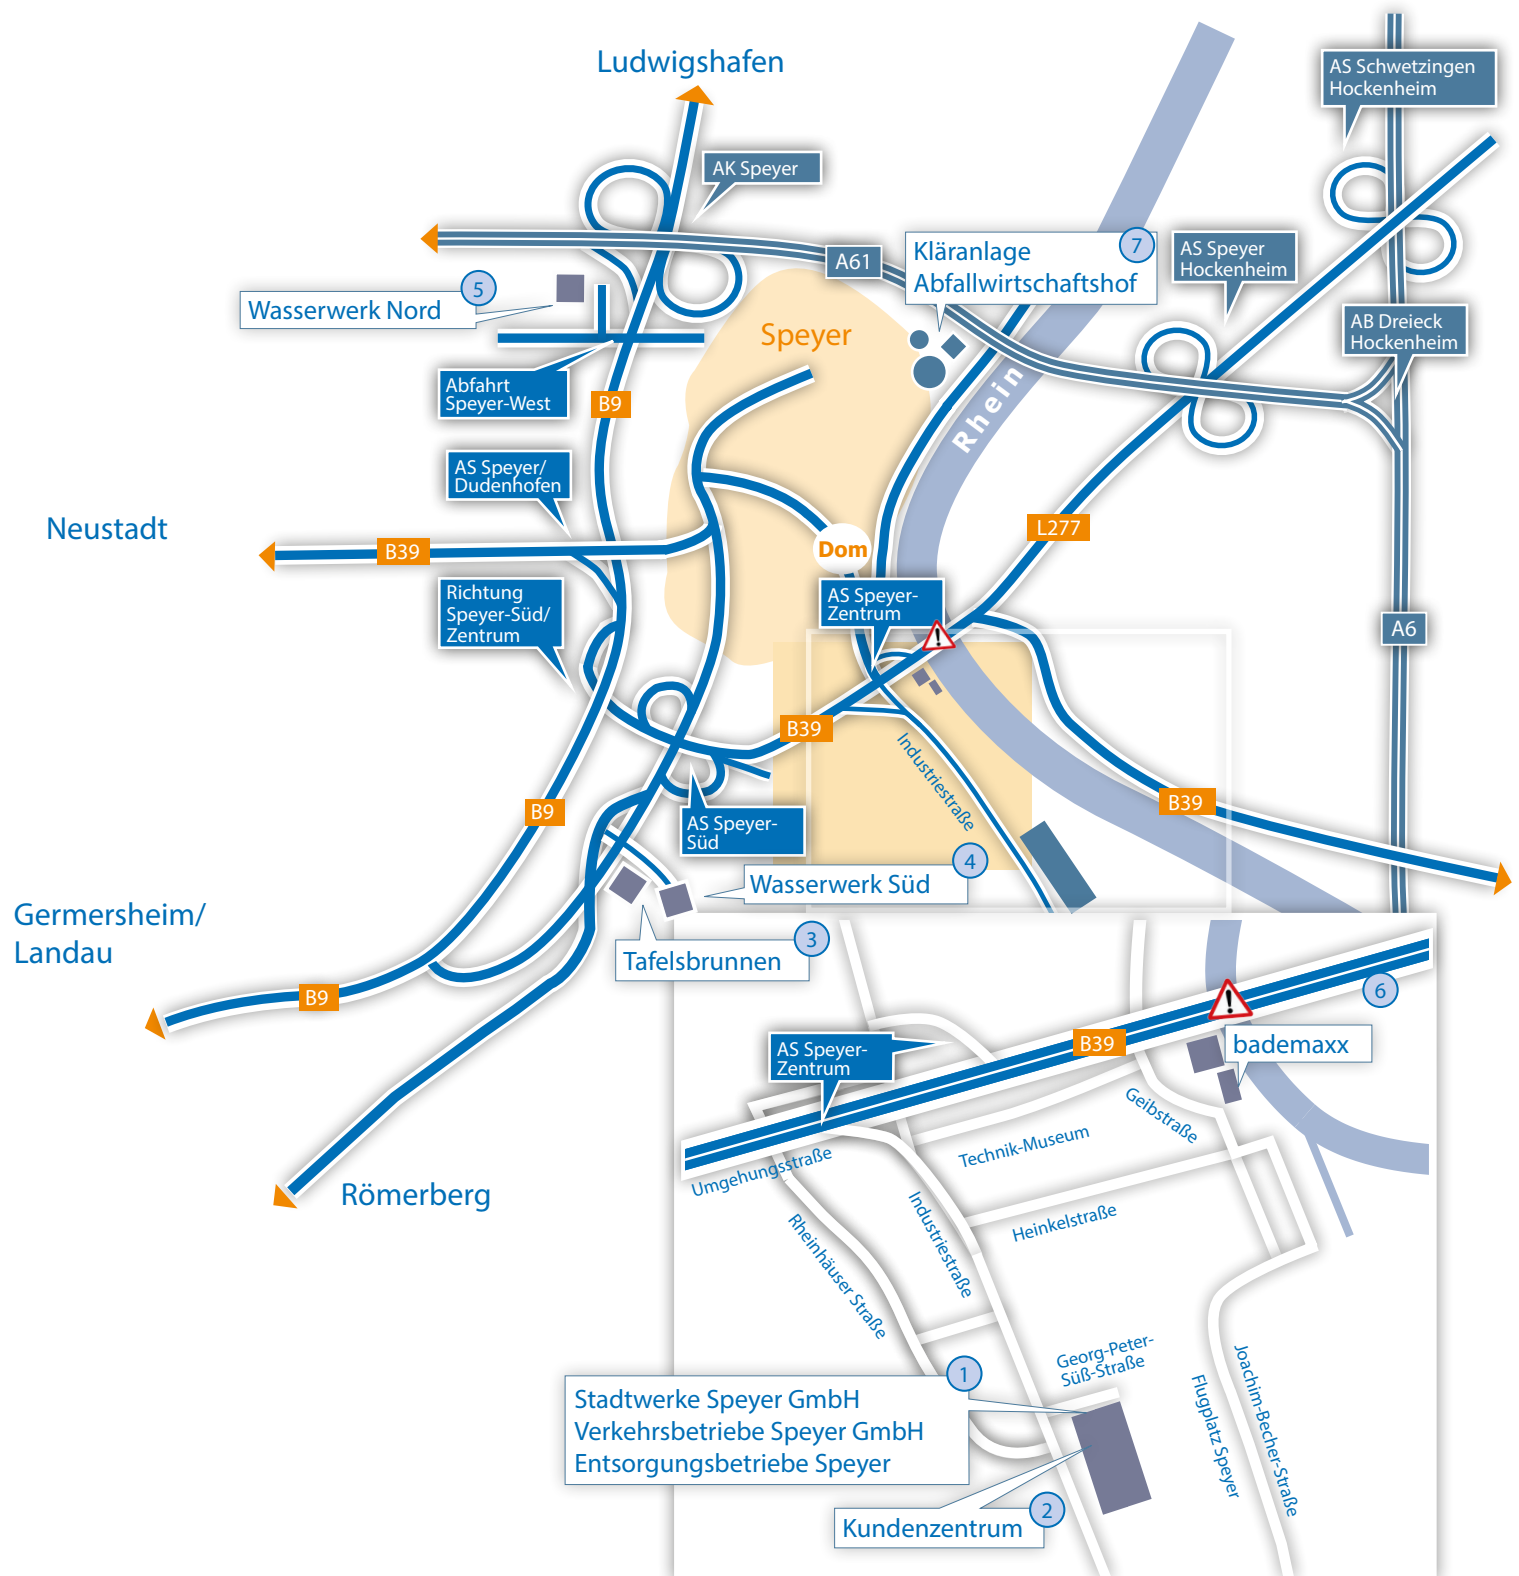 Ludwigshafen
AS Schwetzingen
Hockenheim
AK Speyer
A61
7
Kläranlage
Abfallwirtschaftshof
AS Speyer
Hockenheim
5
Wasserwerk Nord
Speyer
AB Dreieck
Hockenheim
Abfahrt
Speyer-West
B9
Rhein
AS Speyer/
Dudenhofen
Neustadt
B39
Dom
L277
Richtung
Speyer-Süd/
Zentrum
AS Speyer-
Zentrum
!
A6
B39
Industriestraße
B9
B39
AS Speyer-
Süd
4
Wasserwerk Süd
Germersheim/
Landau
3
Tafelsbrunnen
B9
6
!
B39
bademaxx
AS Speyer-
Zentrum
Geibstraße
Technik-Museum
Umgehungsstraße
Römerberg
Industriestraße
Heinkelstraße
Rheinhäuser Straße
Georg-Peter-
Süß-Straße
Joachim-Becher-Straße
Flugplatz Speyer
1
Stadtwerke Speyer GmbH
Verkehrsbetriebe Speyer GmbH
Entsorgungsbetriebe Speyer
2
Kundenzentrum